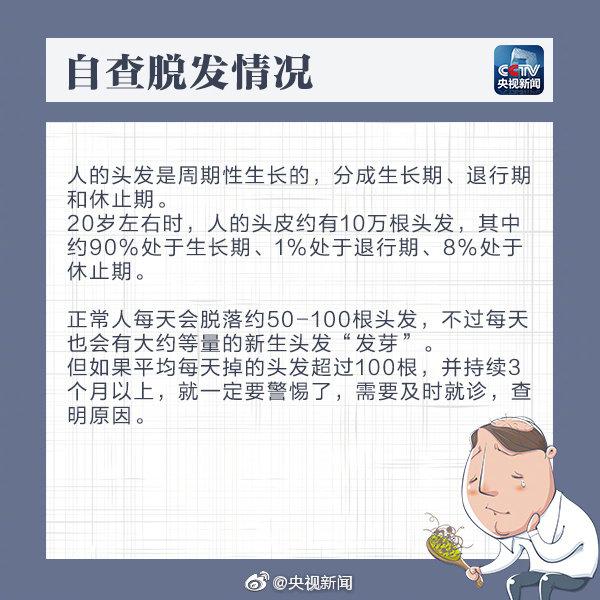 自查脱发情况
CCTV
央视新闻
人的头发是周期性生长的，分成生长期、退行期
和休止期。
20岁左右时，人的头皮约有10万根头发，其中
约90%处于生长期、1%处于退行期、8%处于
休止期。
正常人每天会脱落约50-100根头发，不过每天
也会有大约等量的新生头发“发芽”。
但如果平均每天掉的头发超过100根，并持续3
个月以上，就一定要警惕了，需要及时就诊，查
明原因。
@央视新闻